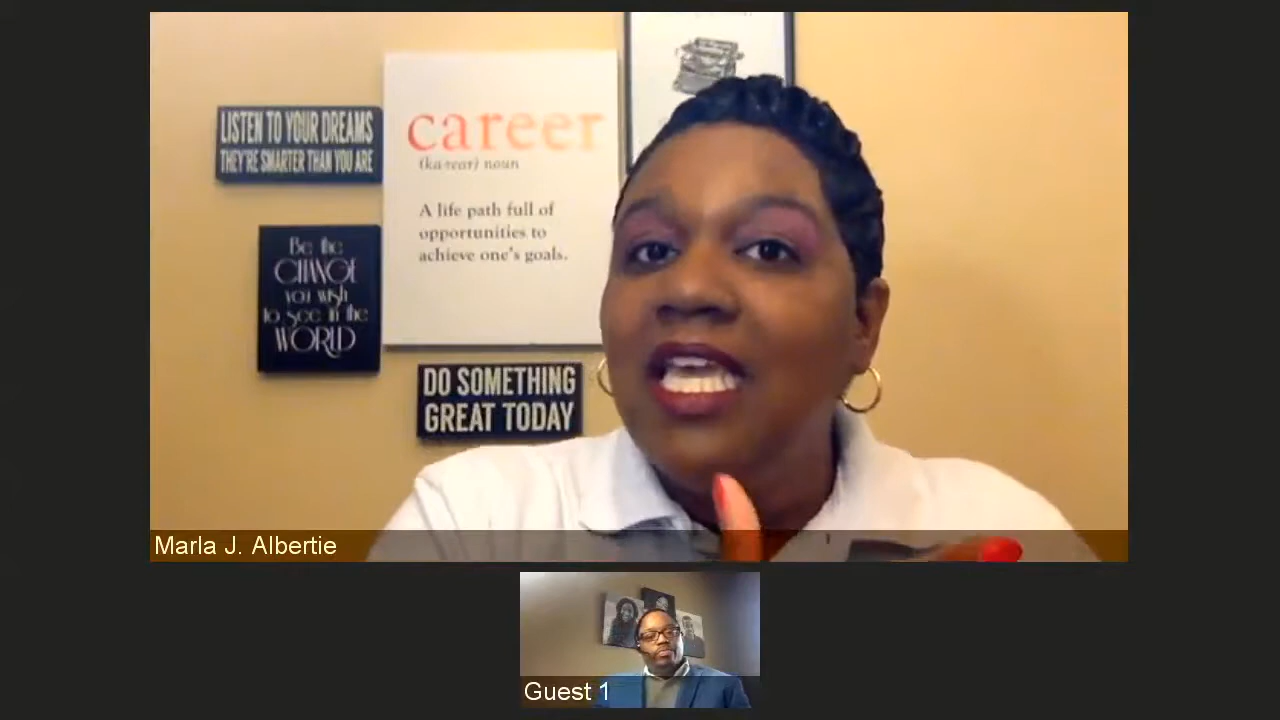 LISTEN TO YOUR DREAMS
THEY'RE SMARTER THAN YOU ARE
career
(ka·rear) noun
A life path full of
opportunities to
achieve one's goals.
Be the
CHANGE
you wish
to see in the
WORLD
DO SOMETHING
GREAT TODAY
Marla J. Albertie
Guest 1